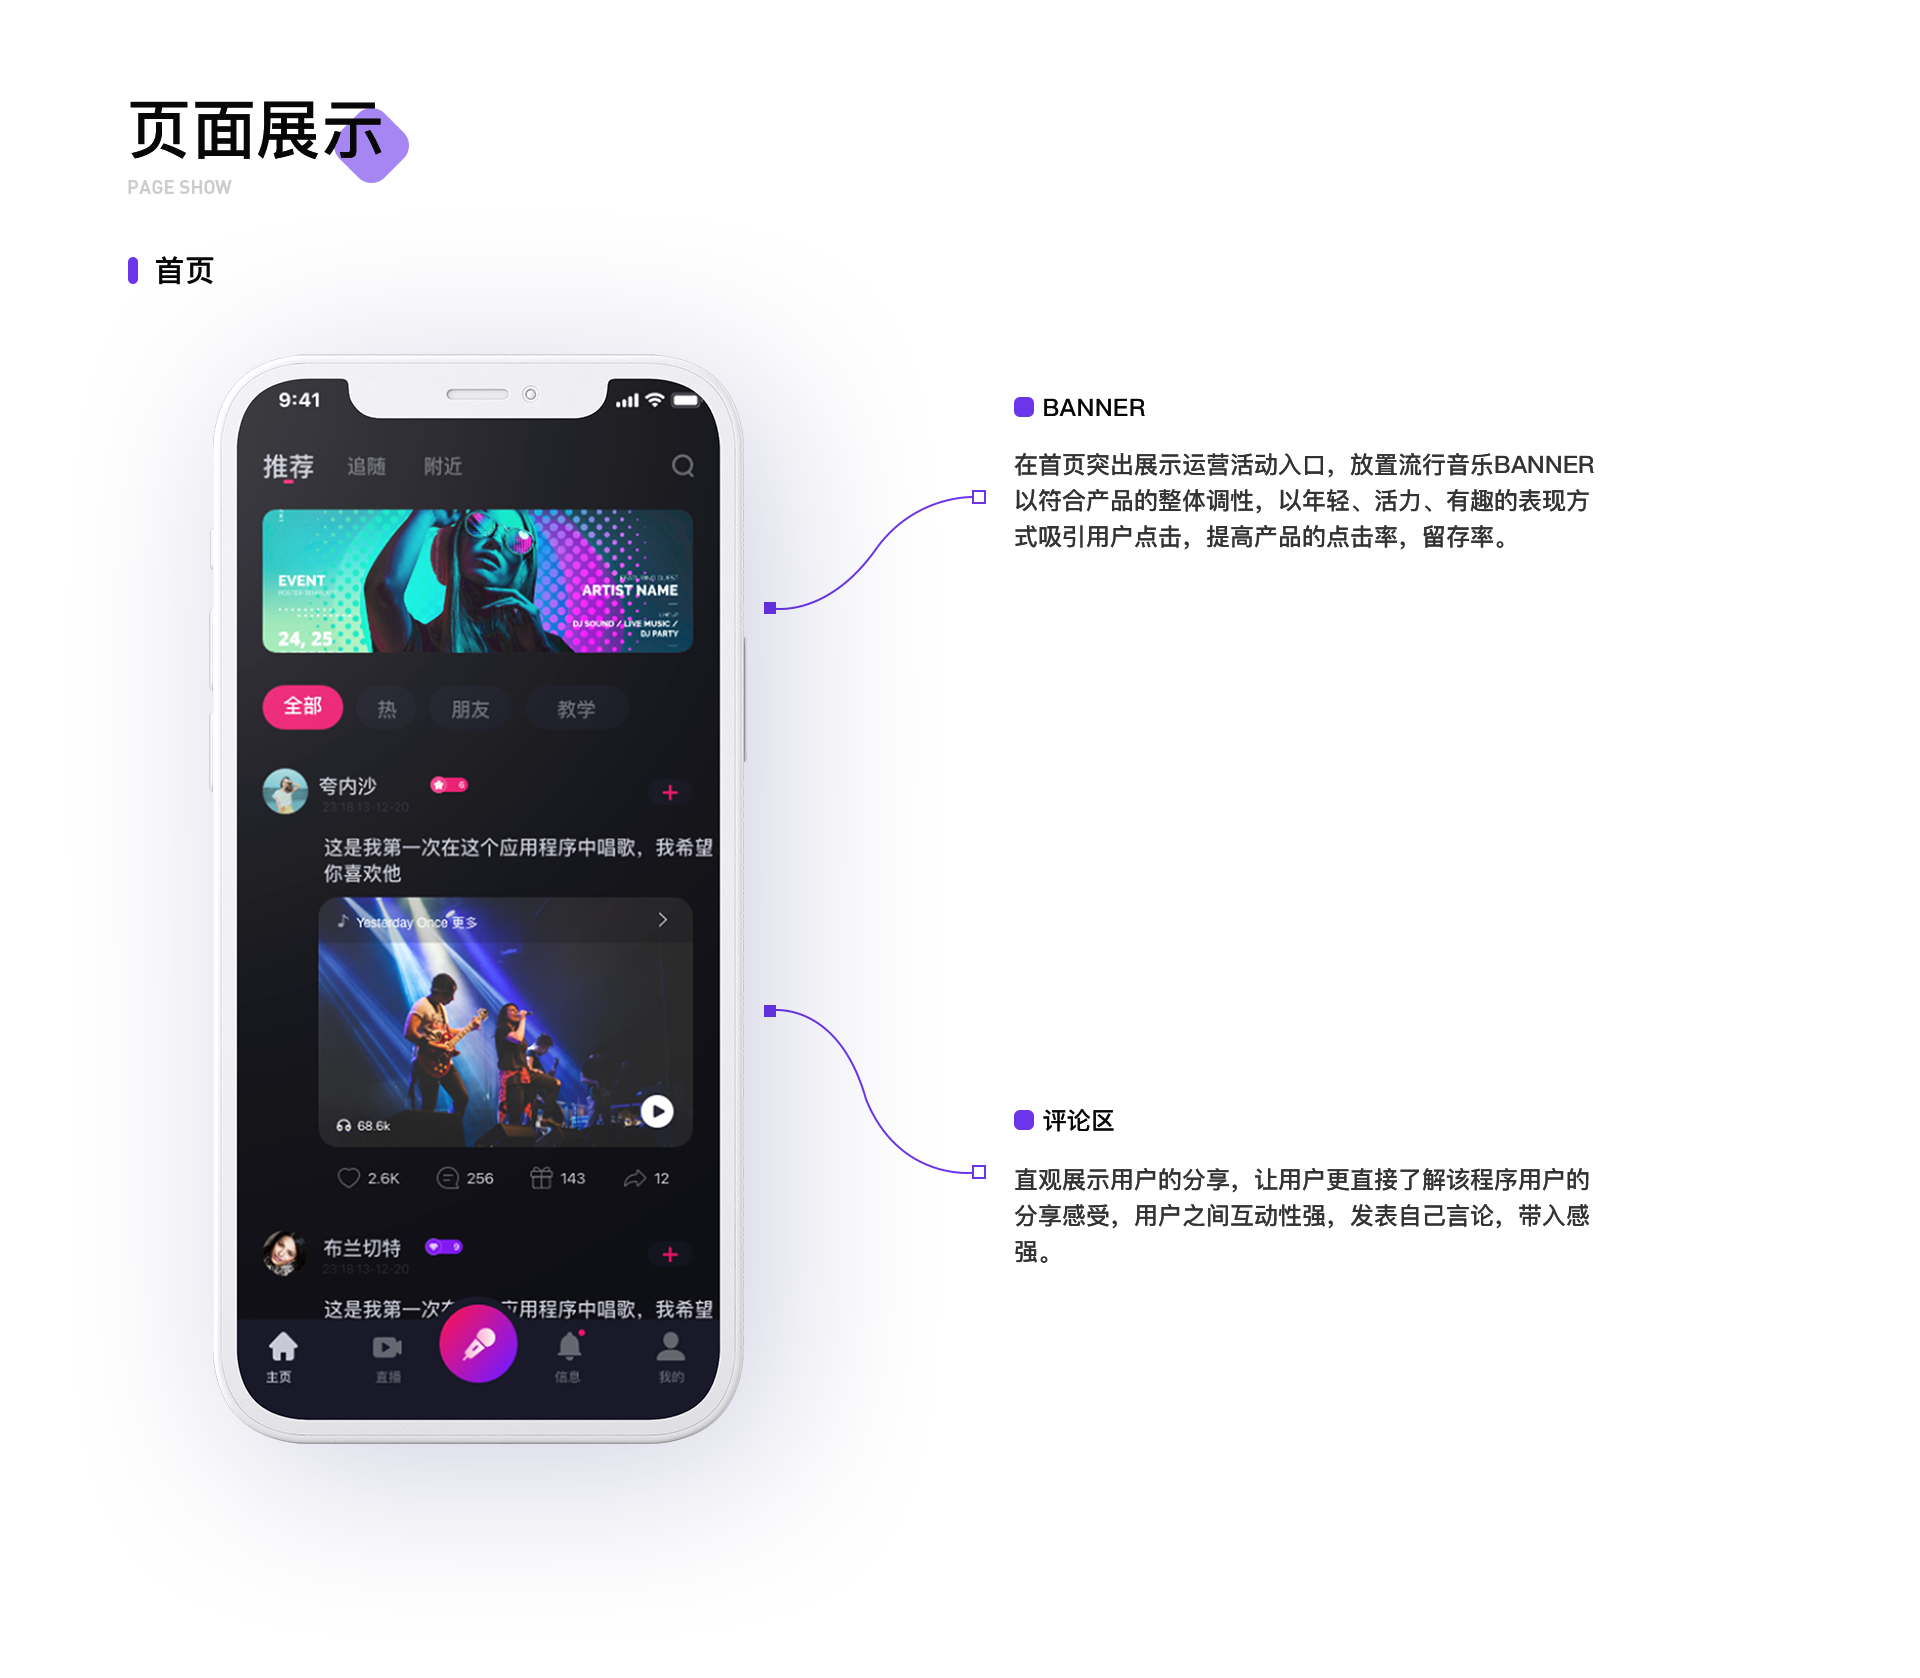 页面展示
PAGE SHOW
首页
9:41
推荐 追随 附近
EVENT
POSTER TEMPLATE
24, 25
FEATURING GUEST
ARTIST NAME
DJ SOUND / LIVE MUSIC /
DJ PARTY
全部 热 朋友 教学
夸内沙 6
23:18 13-12-20
这是我第一次在这个应用程序中唱歌，我希望
你喜欢他
Yesterday Once 更多
68.6k
2.6K 256 143 12
布兰切特 9
23:18 13-12-20
这是我第一次在 应用程序中唱歌，我希望
主页 直播 信息 我的
BANNER
在首页突出展示运营活动入口，放置流行音乐BANNER
以符合产品的整体调性，以年轻、活力、有趣的表现方
式吸引用户点击，提高产品的点击率，留存率。
评论区
直观展示用户的分享，让用户更直接了解该程序用户的
分享感受，用户之间互动性强，发表自己言论，带入感
强。